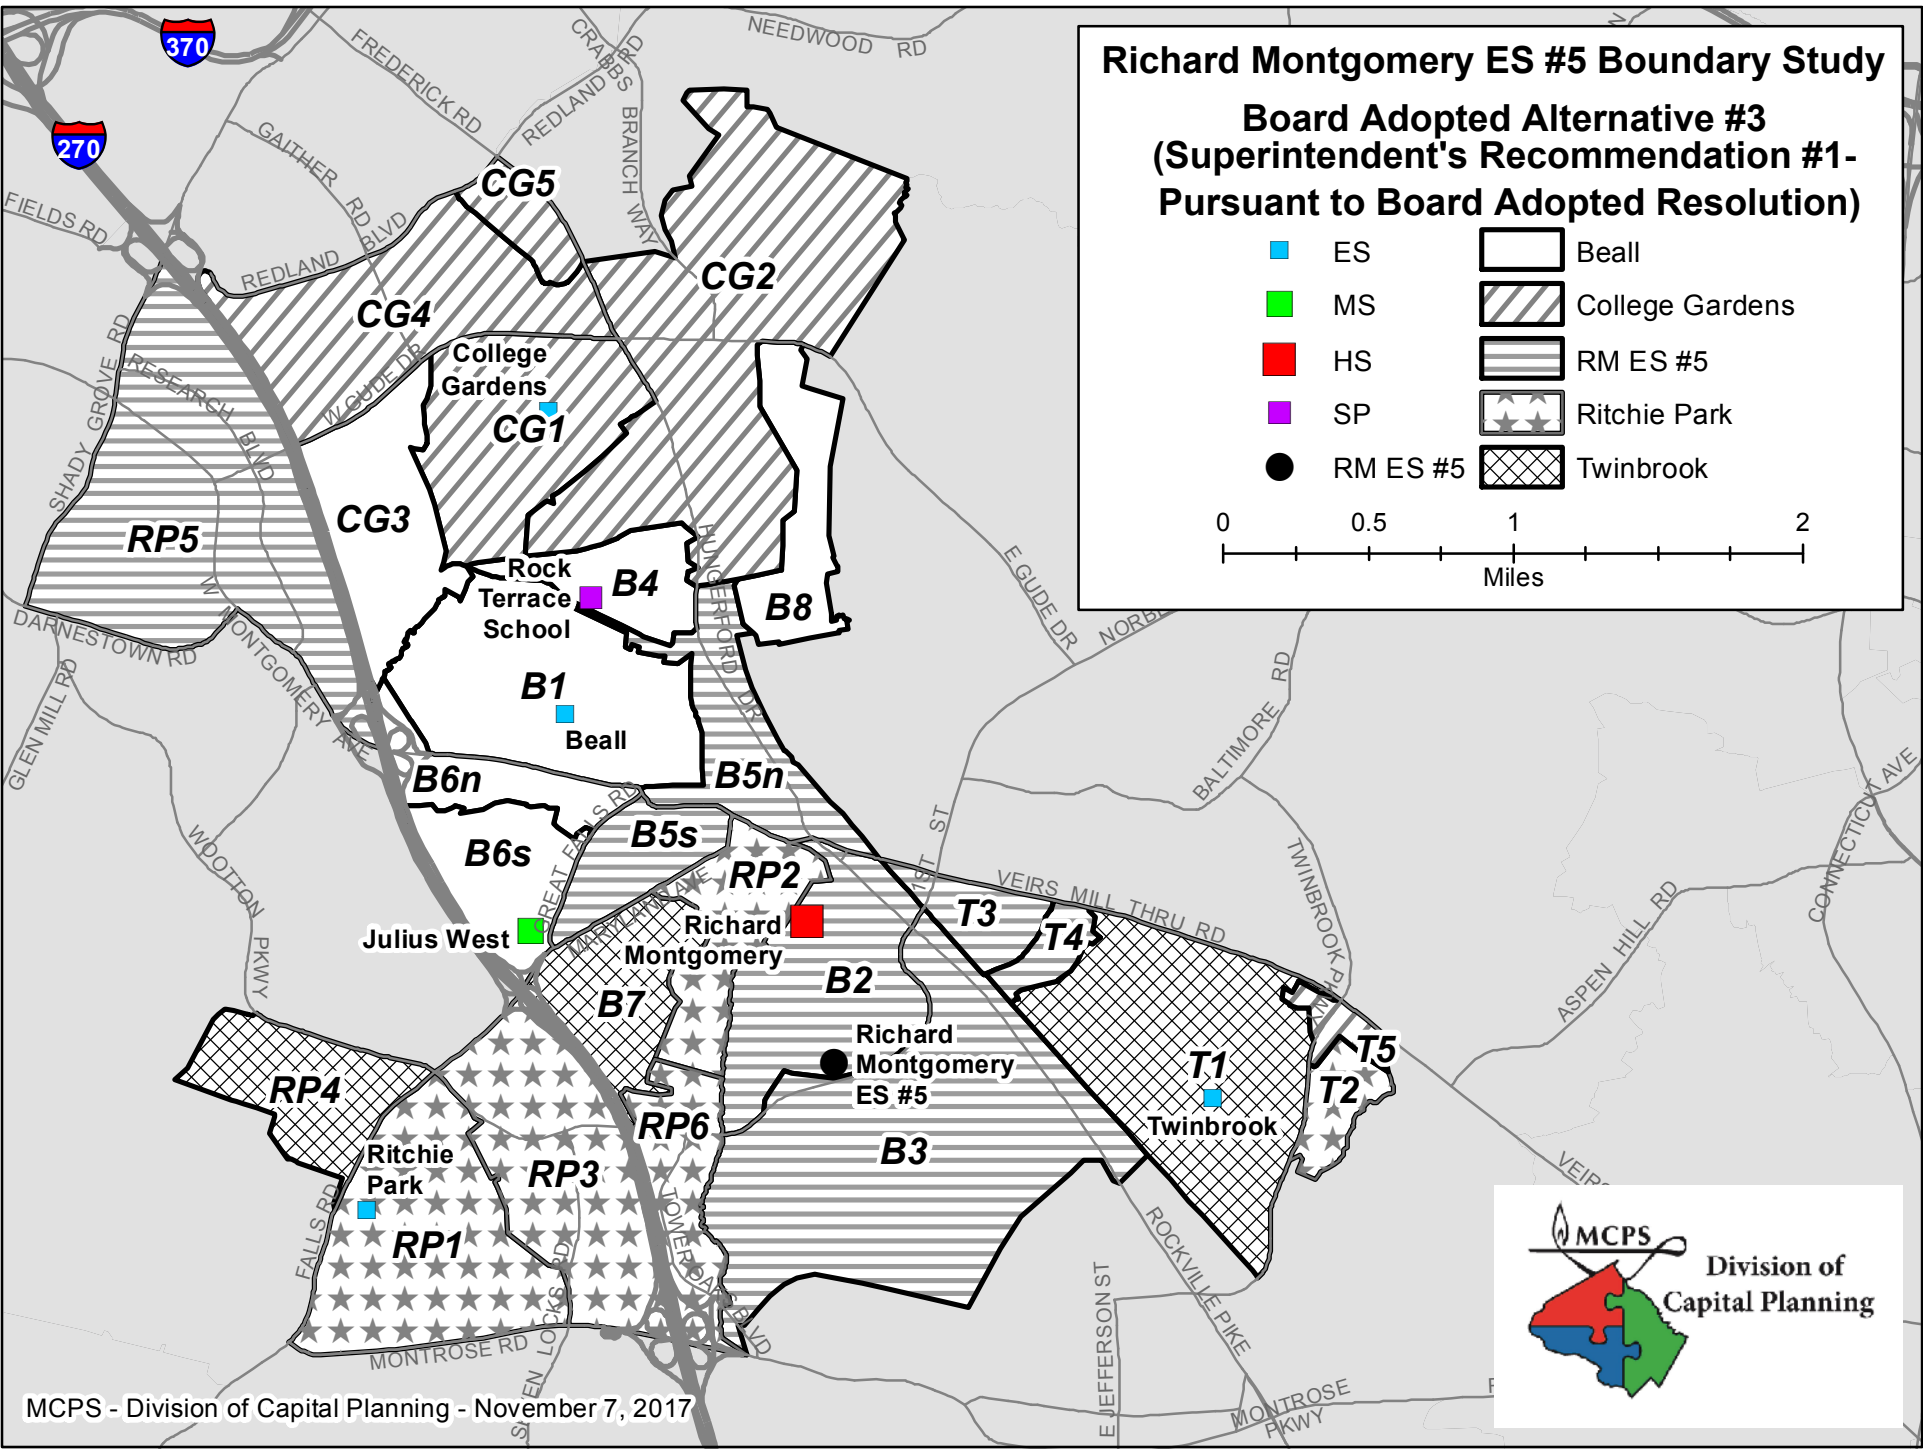 Richard Montgomery ES #5 Boundary Study
Board Adopted Alternative #3
(Superintendent's Recommendation #1-
Pursuant to Board Adopted Resolution)
ES
MS
HS
SP
RM ES #5
Beall
College Gardens
RM ES #5
Ritchie Park
Twinbrook
0 0.5 1 2
Miles
370
270
NEEDWOOD RD
CRABBS BRANCH WAY
REDLAND RD
FREDERICK RD
GAITHER RD
REDLAND BLVD
FIELDS RD
SHADY GROVE RD
RESEARCH BLVD
W GUDE DR
W MONTGOMERY AVE
DARNESTOWN RD
GLEN MILL RD
WOOTTON PKWY
HUNGERFORD DR
E GUDE DR
BALTIMORE RD
1ST ST
VEIRS MILL THRU RD
TWINBROOK PKWY
ASPEN HILL RD
CONNECTICUT AVE
GREAT FALLS RD
MARYLAND AVE
FALLS RD
MONTROSE RD
TOWER OAKS BLVD
ROCKVILLE PIKE
E JEFFERSON ST
MONTROSE PKWY
CG5
CG2
CG4
College
Gardens
CG1
CG3
RP5
Rock
Terrace
School
B4
B8
B1
Beall
B6n
B5n
B5s
B6s
RP2
Julius West
Richard
Montgomery
T3
T4
B2
B7
Richard
Montgomery
ES #5
T1
Twinbrook
T5
T2
RP4
RP6
B3
Ritchie
Park
RP3
RP1
MCPS
Division of
Capital Planning
MCPS - Division of Capital Planning - November 7, 2017